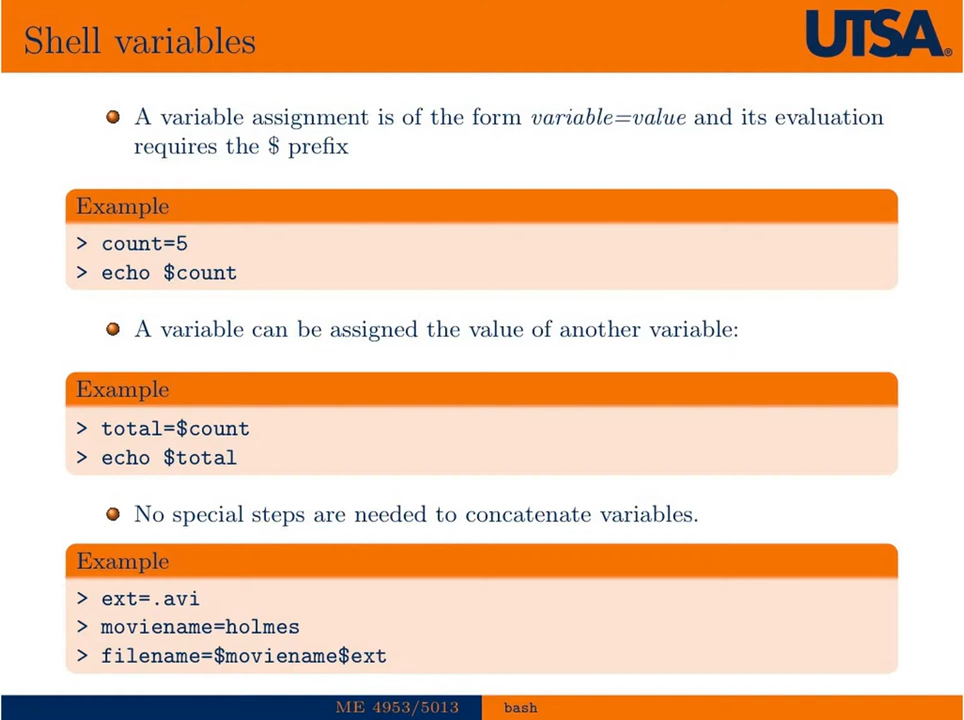 Shell variables
UTSA®
A variable assignment is of the form variable=value and its evaluation
requires the $ prefix
Example
> count=5
> echo $count
A variable can be assigned the value of another variable:
Example
> total=$count
> echo $total
No special steps are needed to concatenate variables.
Example
> ext=.avi
> moviename=holmes
> filename=$moviename$ext
ME 4953/5013
bash